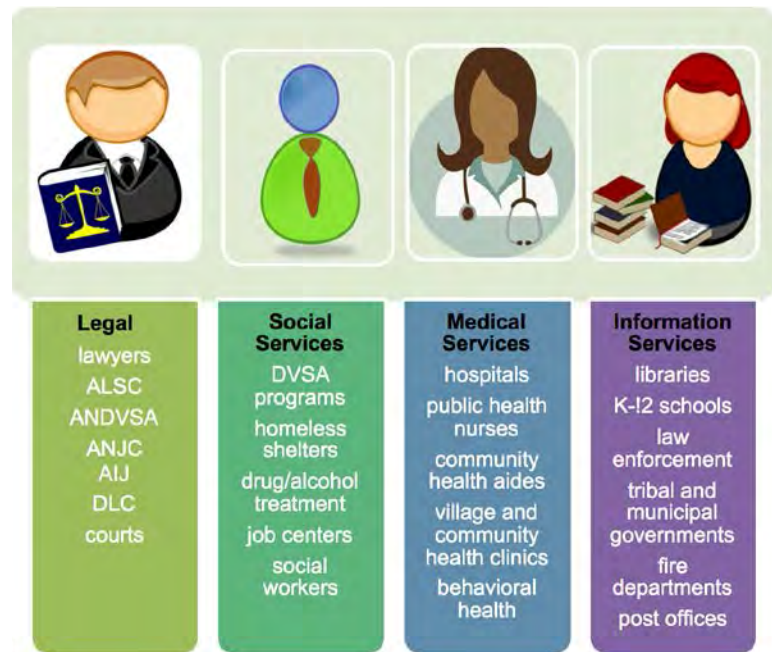 Legal
lawyers
ALSC
ANDVSA
ANJC
AIJ
DLC
courts
Social
Services
DVSA
programs
homeless
shelters
drug/alcohol
treatment
job centers
social
workers
Medical
Services
hospitals
public health
nurses
community
health aides
village and
community
health clinics
behavioral
health
Information
Services
libraries
K-!2 schools
law
enforcement
tribal and
municipal
governments
fire
departments
post offices